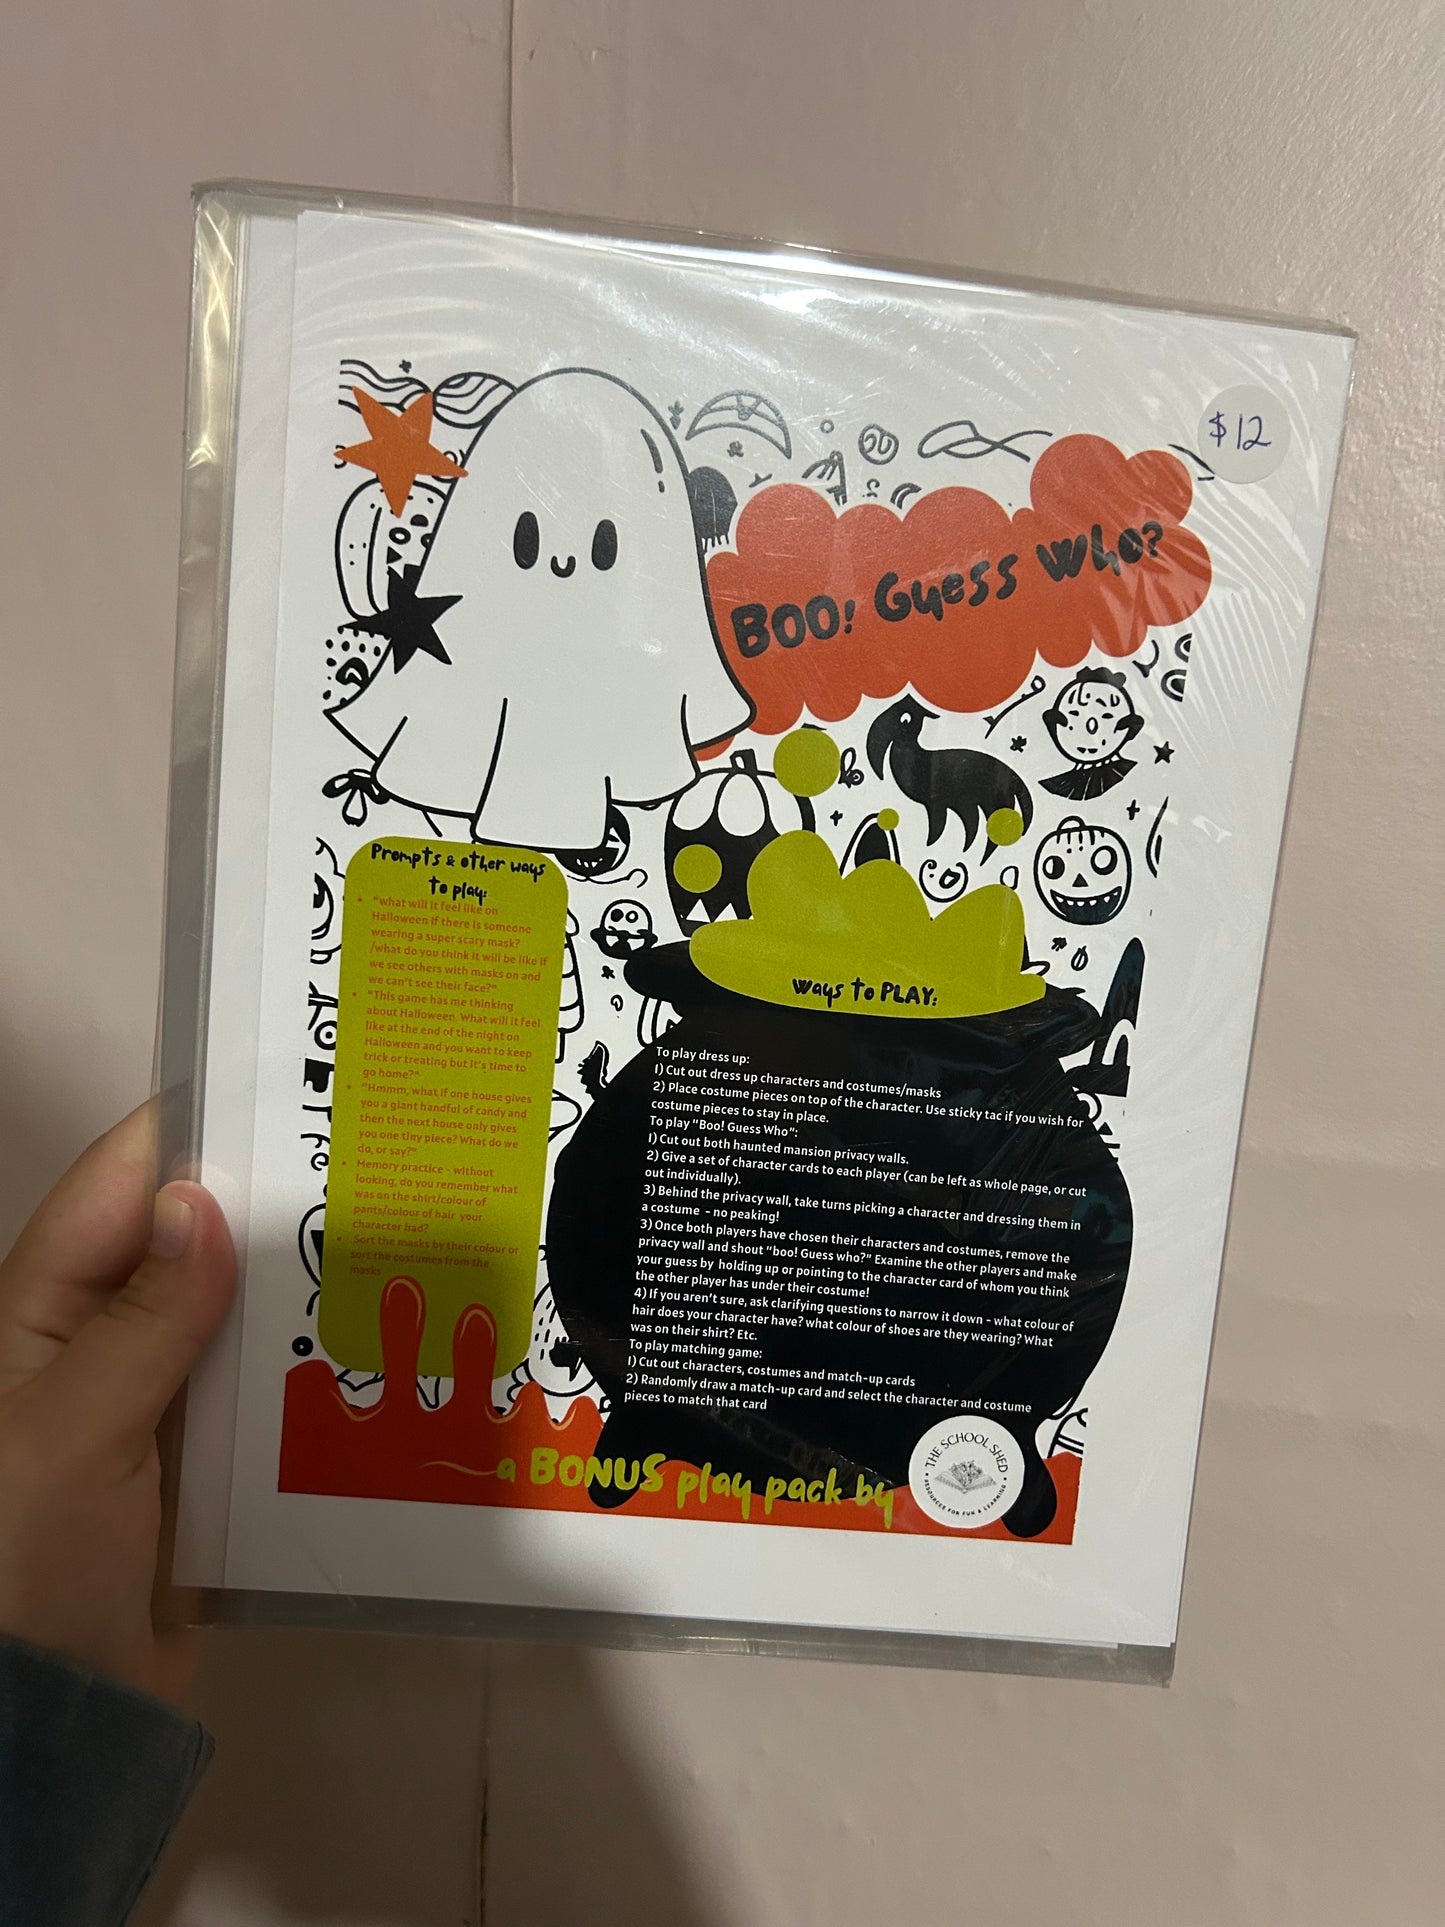 $12
BOO! Guess Who?
Prompts & other ways
to play:
"what will it feel like on
Halloween if there is someone
wearing a super scary mask?
/what do you think it will be like if
we see others with masks on and
we can't see their face?"
"This game has me thinking
about Halloween. What will it feel
like at the end of the night on
Halloween and you want to keep
trick or treating but it's time to
go home?"
"Hmmm, what if one house gives
you a giant handful of candy and
then the next house only gives
you one tiny piece? What do we
do, or say?"
Memory practice - without
looking, do you remember what
was on the shirt/colour of
pants/colour of hair your
character had?
Sort the masks by their colour or
sort the costumes from the
masks
ways to PLAY:
To play dress up:
1) Cut out dress up characters and costumes/masks
2) Place costume pieces on top of the character. Use sticky tac if you wish for
costume pieces to stay in place.
To play "Boo! Guess Who":
1) Cut out both haunted mansion privacy walls.
2) Give a set of character cards to each player (can be left as whole page, or cut
out individually).
3) Behind the privacy wall, take turns picking a character and dressing them in
a costume - no peaking!
3) Once both players have chosen their characters and costumes, remove the
privacy wall and shout "boo! Guess who?" Examine the other players and make
your guess by holding up or pointing to the character card of whom you think
the other player has under their costume!
4) If you aren't sure, ask clarifying questions to narrow it down - what colour of
hair does your character have? what colour of shoes are they wearing? What
was on their shirt? Etc.
To play matching game:
1) Cut out characters, costumes and match-up cards
2) Randomly draw a match-up card and select the character and costume
pieces to match that card
a BONUS play pack by
THE SCHOOL SHED
RESOURCES FOR FUN & LEARNING